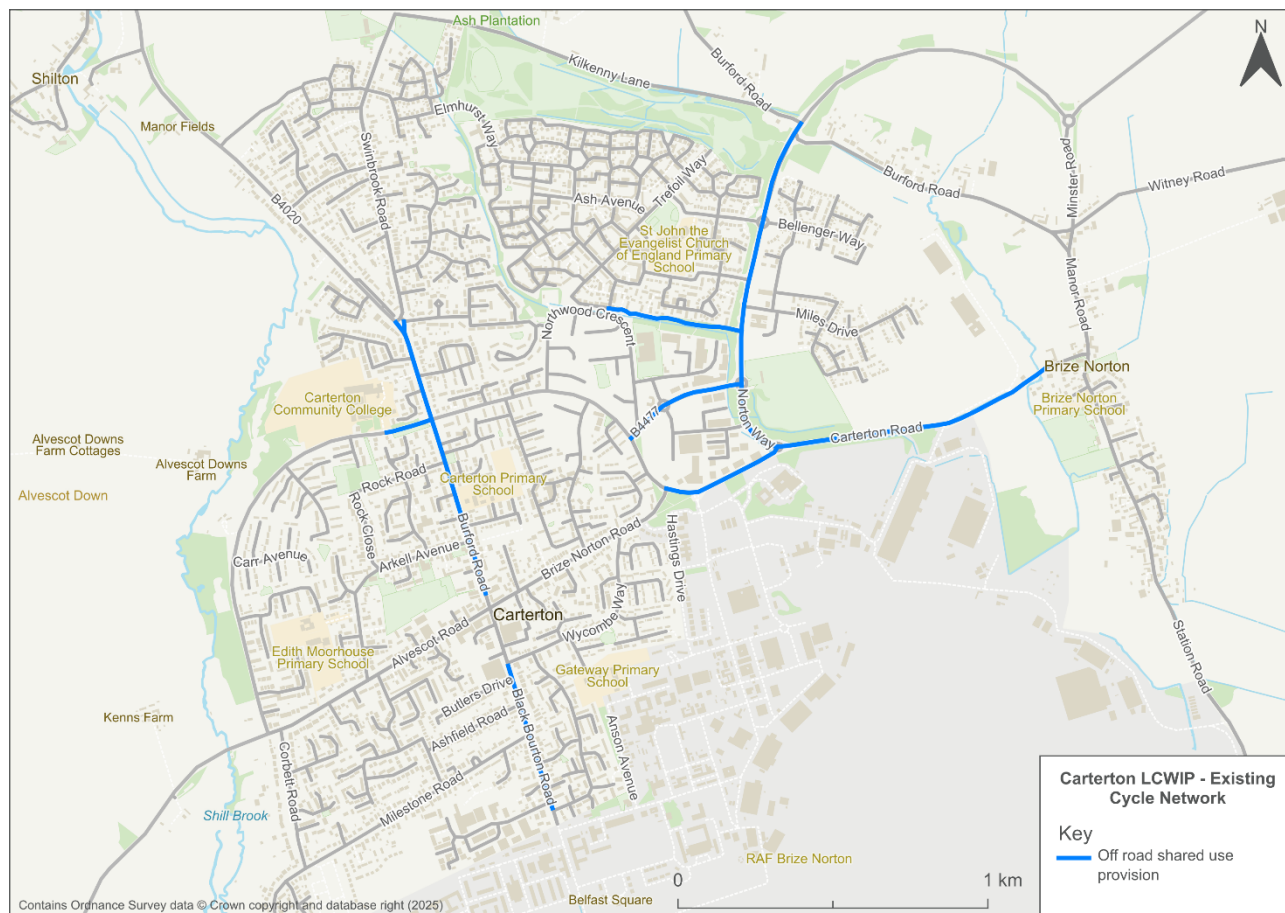 Ash Plantation
N
Shilton
Kilkenny Lane
Burford Road
Manor Fields
Elmhurst Way
Swinbrook Road
B4020
Ash Avenue
Trefoil Way
Burford Road
Minster Road
Witney Road
St John the
Evangelist Church
of England Primary
School
Bellenger Way
Manor Road
Northwood Crescent
Miles Drive
Carterton
Community College
B4477
Norton Way
Carterton Road
Brize Norton
Brize Norton
Primary School
Alvescot Downs
Farm Cottages
Alvescot Downs
Farm
Alvescot Down
Rock Road
Rock Close
Carterton Primary
School
Burford Road
Carr Avenue
Arkell Avenue
Brize Norton Road
Hastings Drive
Carterton
Wycombe Way
Edith Moorhouse
Primary School
Alvescot Road
Gateway Primary
School
Station Road
Kenns Farm
Butlers Drive
Ashfield Road
Black Bourton Road
Anson Avenue
Corbett Road
Milestone Road
Shill Brook
RAF Brize Norton
Belfast Square
0
1 km
Carterton LCWIP - Existing
Cycle Network
Key
Off road shared use
provision
Contains Ordnance Survey data © Crown copyright and database right (2025)